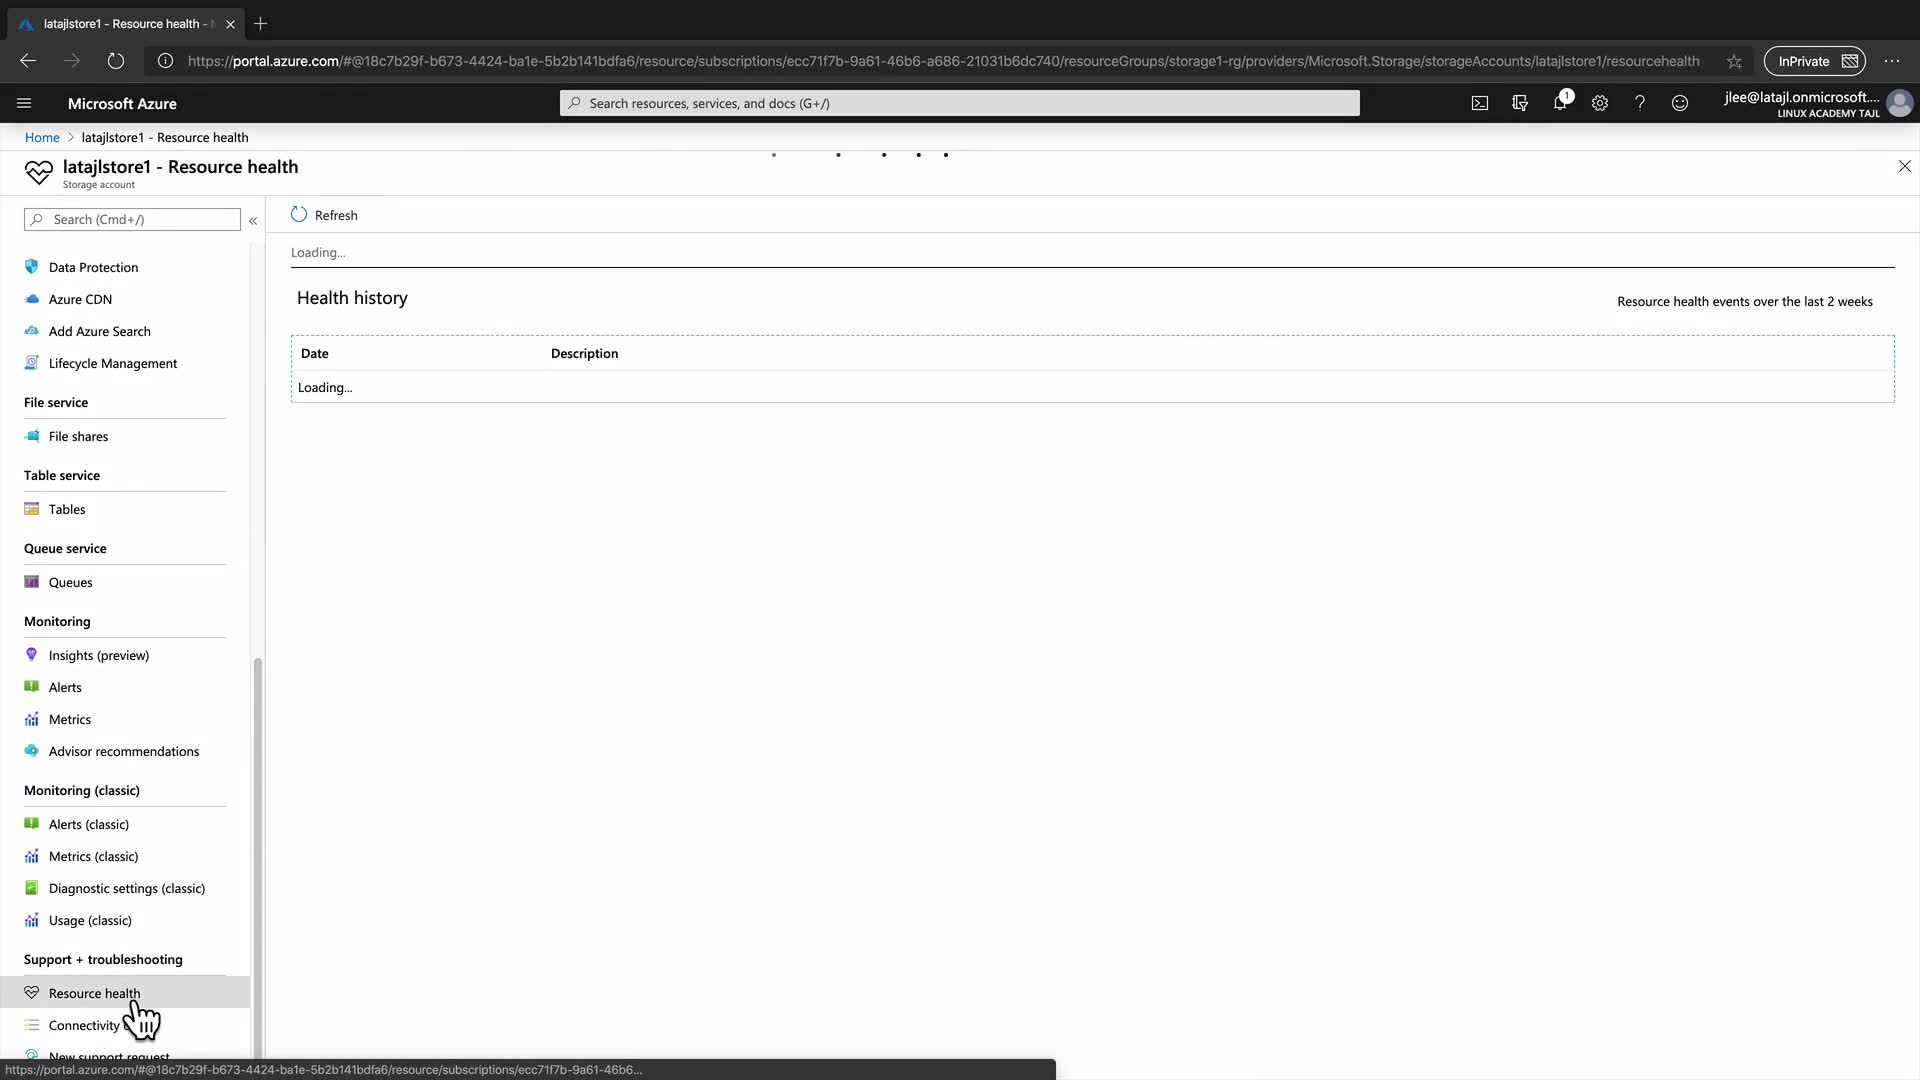 latajlstore1 - Resource health -
https://portal.azure.com/#@18c7b29f-b673-4424-ba1e-5b2b141bdfa6/resource/subscriptions/ecc71f7b-9a61-46b6-a686-21031b6dc740/resourceGroups/storage1-rg/providers/Microsoft.Storage/storageAccounts/latajlstore1/resourcehealth
InPrivate
Microsoft Azure
Search resources, services, and docs (G+/)
1
jlee@latajl.onmicrosoft....
LINUX ACADEMY TAJL
Home > latajlstore1 - Resource health
latajlstore1 - Resource health
Storage account
Search (Cmd+/)
«
Refresh
Loading...
Health history
Resource health events over the last 2 weeks
Date Description
Loading...
Data Protection
Azure CDN
Add Azure Search
Lifecycle Management
File service
File shares
Table service
Tables
Queue service
Queues
Monitoring
Insights (preview)
Alerts
Metrics
Advisor recommendations
Monitoring (classic)
Alerts (classic)
Metrics (classic)
Diagnostic settings (classic)
Usage (classic)
Support + troubleshooting
Resource health
Connectivity
New support request
https://portal.azure.com/#@18c7b29f-b673-4424-ba1e-5b2b141bdfa6/resource/subscriptions/ecc71f7b-9a61-46b6...